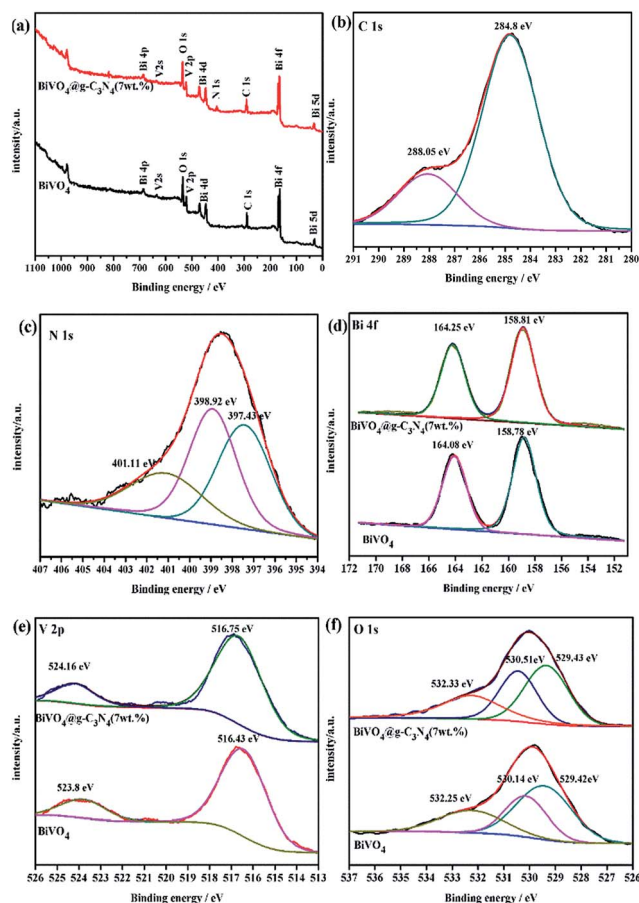 (a)
Bi 4p
V2s
O 1s
V 2p
Bi 4d
N 1s
C 1s
Bi 4f
Bi 5d
BiVO₄@g-C₃N₄(7wt.%)
Bi 4p
V2s
O 1s
V 2p
Bi 4d
C 1s
Bi 4f
Bi 5d
BiVO₄
intensity/a.u.
1100 1000 900 800 700 600 500 400 300 200 100 0
Binding energy / eV
(b) C 1s
284.8 eV
288.05 eV
intensity/a.u.
291 290 289 288 287 286 285 284 283 282 281 280
Binding energy / eV
(c)
N 1s
398.92 eV
397.43 eV
401.11 eV
intensity/a.u.
407 406 405 404 403 402 401 400 399 398 397 396 395 394
Binding energy / eV
(d)
Bi 4f
164.25 eV
158.81 eV
BiVO₄@g-C₃N₄(7wt.%)
164.08 eV
158.78 eV
BiVO₄
intensity/a.u.
172 170 168 166 164 162 160 158 156 154 152 150
Binding energy / eV
(e) V 2p
516.75 eV
524.16 eV
BiVO₄@g-C₃N₄(7wt.%)
516.43 eV
523.8 eV
BiVO₄
intensity/a.u.
526 525 524 523 522 521 520 519 518 517 516 515 514 513
Binding energy / eV
(f) O 1s
530.51eV
529.43 eV
532.33 eV
BiVO₄@g-C₃N₄(7wt.%)
530.14 eV
529.42eV
532.25 eV
BiVO₄
intensity/a.u.
537 536 535 534 533 532 531 530 529 528 527 526
Binding energy / eV